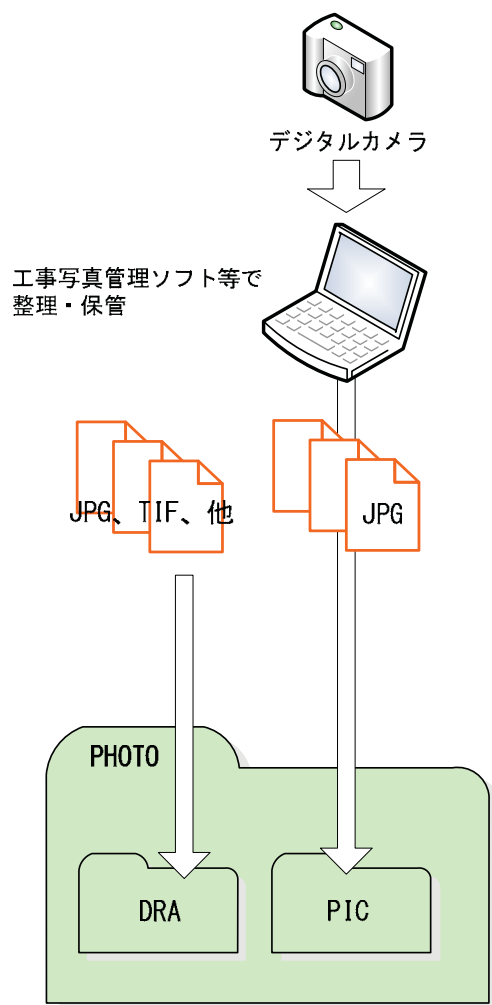 デジタルカメラ
工事写真管理ソフト等で
整理・保管
JPG、TIF、他
JPG
PHOTO
DRA
PIC